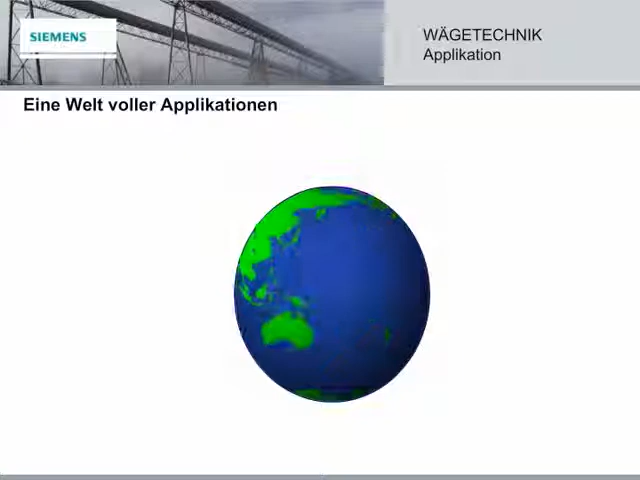 SIEMENS
WÄGETECHNIK
Applikation
Eine Welt voller Applikationen